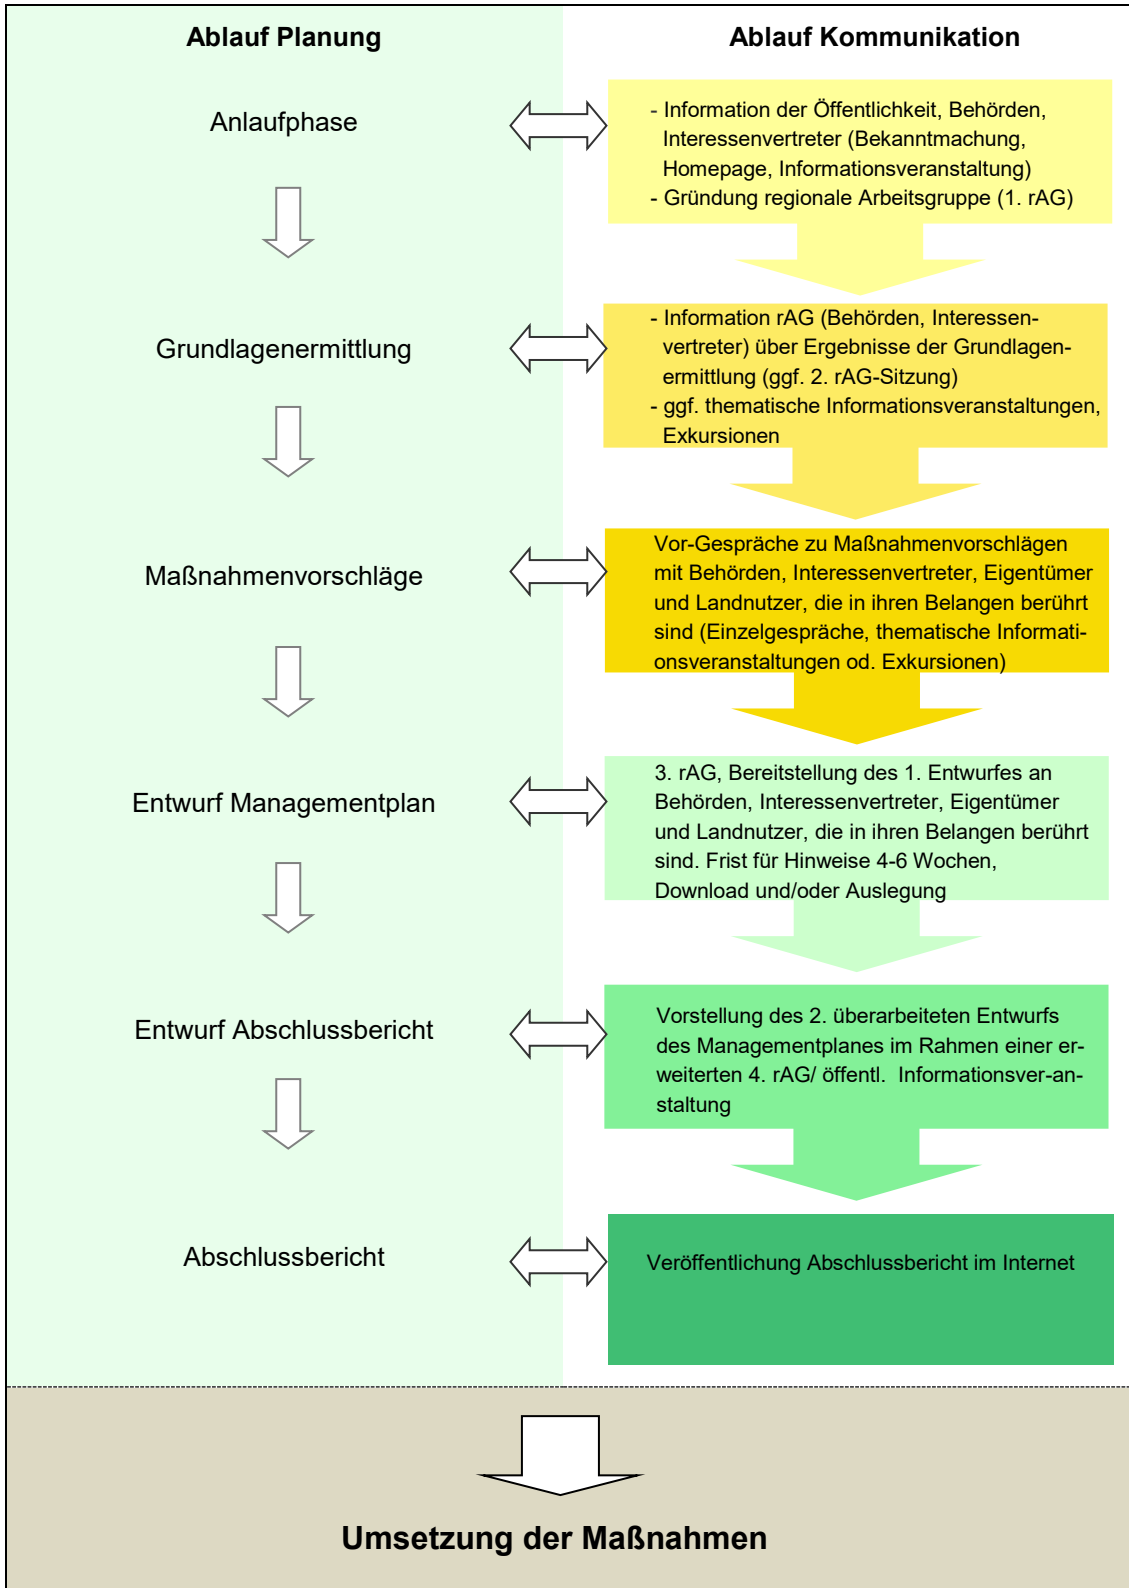 Ablauf Planung
Ablauf Kommunikation
Anlaufphase
- Information der Öffentlichkeit, Behörden,
Interessenvertreter (Bekanntmachung,
Homepage, Informationsveranstaltung)
- Gründung regionale Arbeitsgruppe (1. rAG)
Grundlagenermittlung
- Information rAG (Behörden, Interessen-
vertreter) über Ergebnisse der Grundlagen-
ermittlung (ggf. 2. rAG-Sitzung)
- ggf. thematische Informationsveranstaltungen,
Exkursionen
Maßnahmenvorschläge
Vor-Gespräche zu Maßnahmenvorschlägen
mit Behörden, Interessenvertreter, Eigentümer
und Landnutzer, die in ihren Belangen berührt
sind (Einzelgespräche, thematische Informati-
onsveranstaltungen od. Exkursionen)
Entwurf Managementplan
3. rAG, Bereitstellung des 1. Entwurfes an
Behörden, Interessenvertreter, Eigentümer
und Landnutzer, die in ihren Belangen berührt
sind. Frist für Hinweise 4-6 Wochen,
Download und/oder Auslegung
Entwurf Abschlussbericht
Vorstellung des 2. überarbeiteten Entwurfs
des Managementplanes im Rahmen einer er-
weiterten 4. rAG/ öffentl. Informationsver-an-
staltung
Abschlussbericht
Veröffentlichung Abschlussbericht im Internet
Umsetzung der Maßnahmen